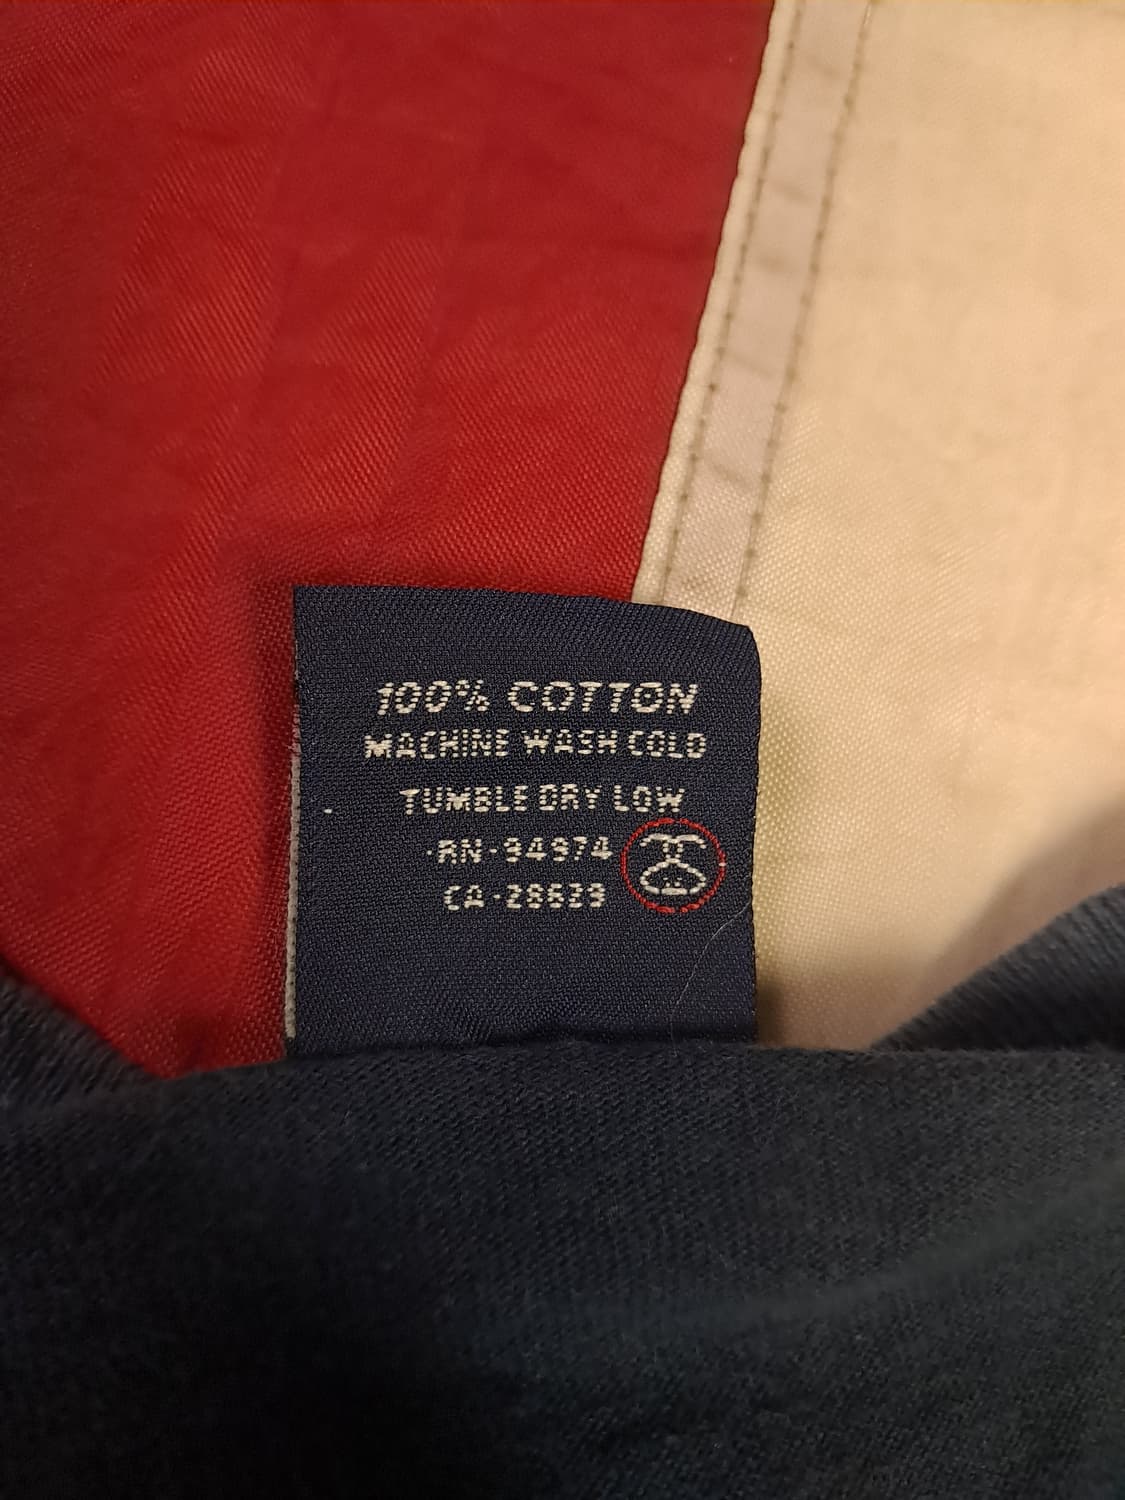 100% COTTON
MACHINE WASH COLD
TUMBLE DRY LOW
·RN·94974
CA·28629